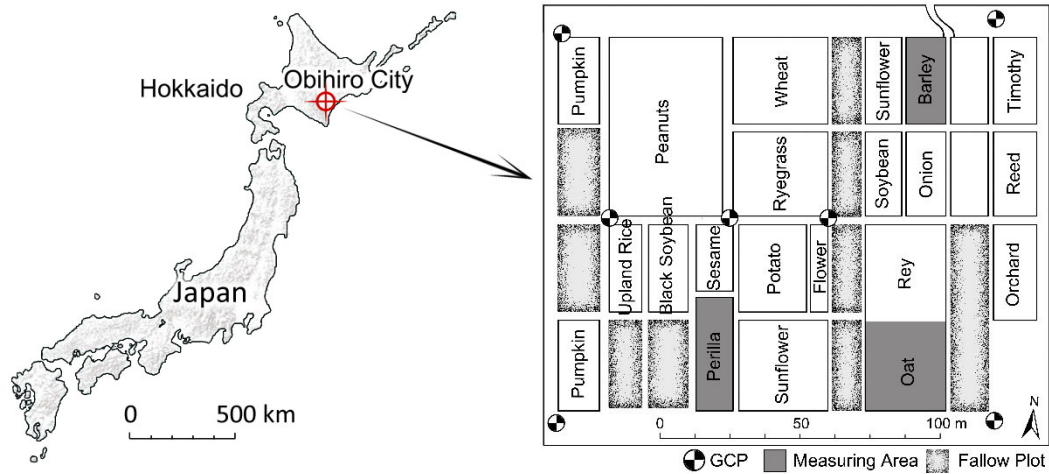 Hokkaido
Obihiro City
Japan
0 500 km
Pumpkin
Peanuts
Wheat
Sunflower
Barley
Timothy
Ryegrass
Soybean
Onion
Reed
Upland Rice
Black Soybean
Sesame
Potato
Flower
Rey
Orchard
Pumpkin
Perilla
Sunflower
Oat
N
0 50 100 m
GCP Measuring Area Fallow Plot